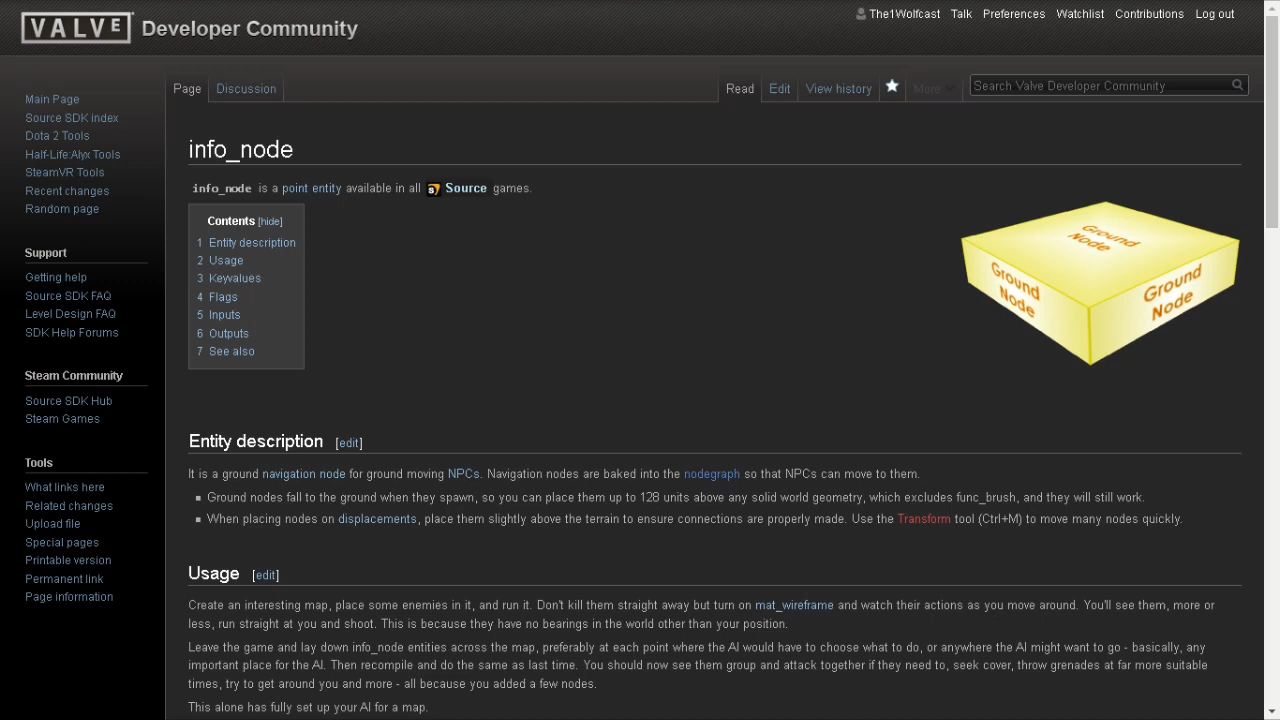 VALVE Developer Community
The1Wolfcast Talk Preferences Watchlist Contributions Log out
Page Discussion Read Edit View history More Search Valve Developer Community
Main Page
Source SDK index
Dota 2 Tools
Half-Life:Alyx Tools
SteamVR Tools
Recent changes
Random page
Support
Getting help
Source SDK FAQ
Level Design FAQ
SDK Help Forums
Steam Community
Source SDK Hub
Steam Games
Tools
What links here
Related changes
Upload file
Special pages
Printable version
Permanent link
Page information
info_node
info_node is a point entity available in all Source games.
Contents [hide]
1 Entity description
2 Usage
3 Keyvalues
4 Flags
5 Inputs
6 Outputs
7 See also
Ground
Node
Ground
Node
Ground
Node
Entity description [edit]
It is a ground navigation node for ground moving NPCs. Navigation nodes are baked into the nodegraph so that NPCs can move to them.
Ground nodes fall to the ground when they spawn, so you can place them up to 128 units above any solid world geometry, which excludes func_brush, and they will still work.
When placing nodes on displacements, place them slightly above the terrain to ensure connections are properly made. Use the Transform tool (Ctrl+M) to move many nodes quickly.
Usage [edit]
Create an interesting map, place some enemies in it, and run it. Don't kill them straight away but turn on mat_wireframe and watch their actions as you move around. You'll see them, more or
less, run straight at you and shoot. This is because they have no bearings in the world other than your position.
Leave the game and lay down info_node entities across the map, preferably at each point where the AI would have to choose what to do, or anywhere the AI might want to go - basically, any
important place for the AI. Then recompile and do the same as last time. You should now see them group and attack together if they need to, seek cover, throw grenades at far more suitable
times, try to get around you and more - all because you added a few nodes.
This alone has fully set up your AI for a map.